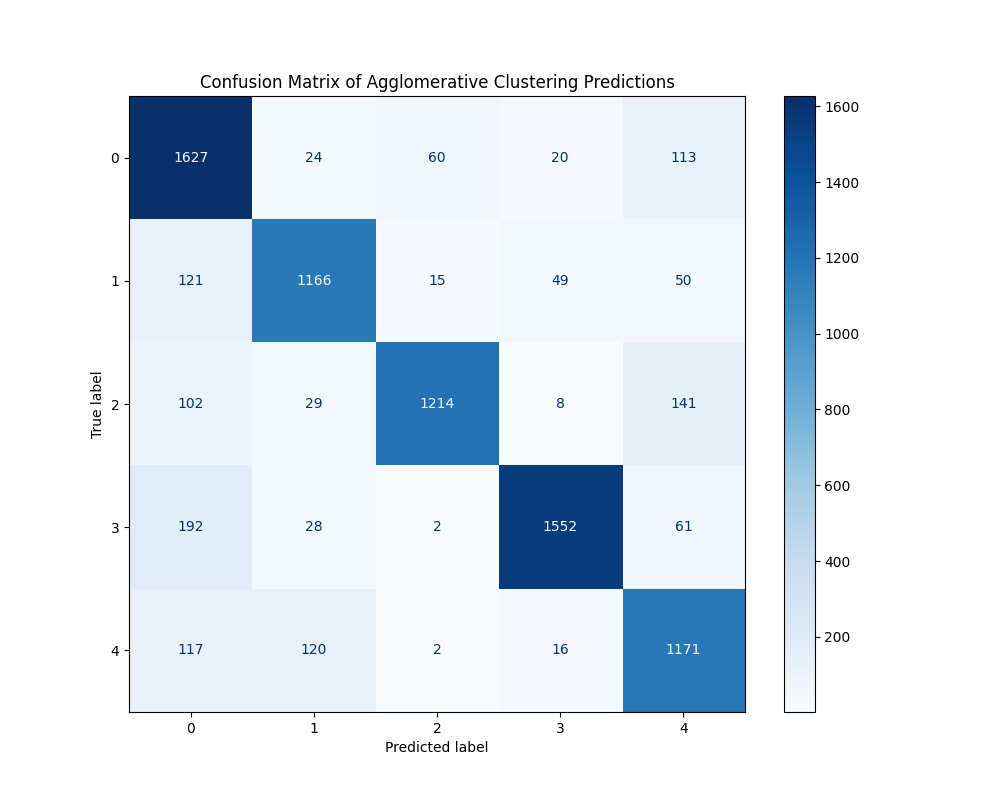 Confusion Matrix of Agglomerative Clustering Predictions
0 1627 24 60 20 113
1 121 1166 15 49 50
2 102 29 1214 8 141
3 192 28 2 1552 61
4 117 120 2 16 1171
0 1 2 3 4
Predicted label
True label
1600
1400
1200
1000
800
600
400
200